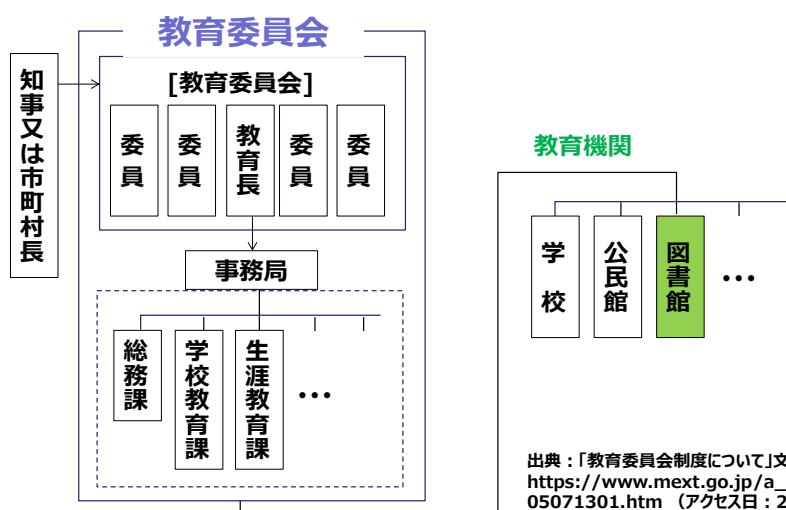 教育委員会
知事又は市町村長
[教育委員会]
委員
委員
教育長
委員
委員
事務局
総務課
学校教育課
生涯教育課
…
教育機関
学校
公民館
図書館
…
出典：「教育委員会制度について」文
https://www.mext.go.jp/a_
05071301.htm （アクセス日：2